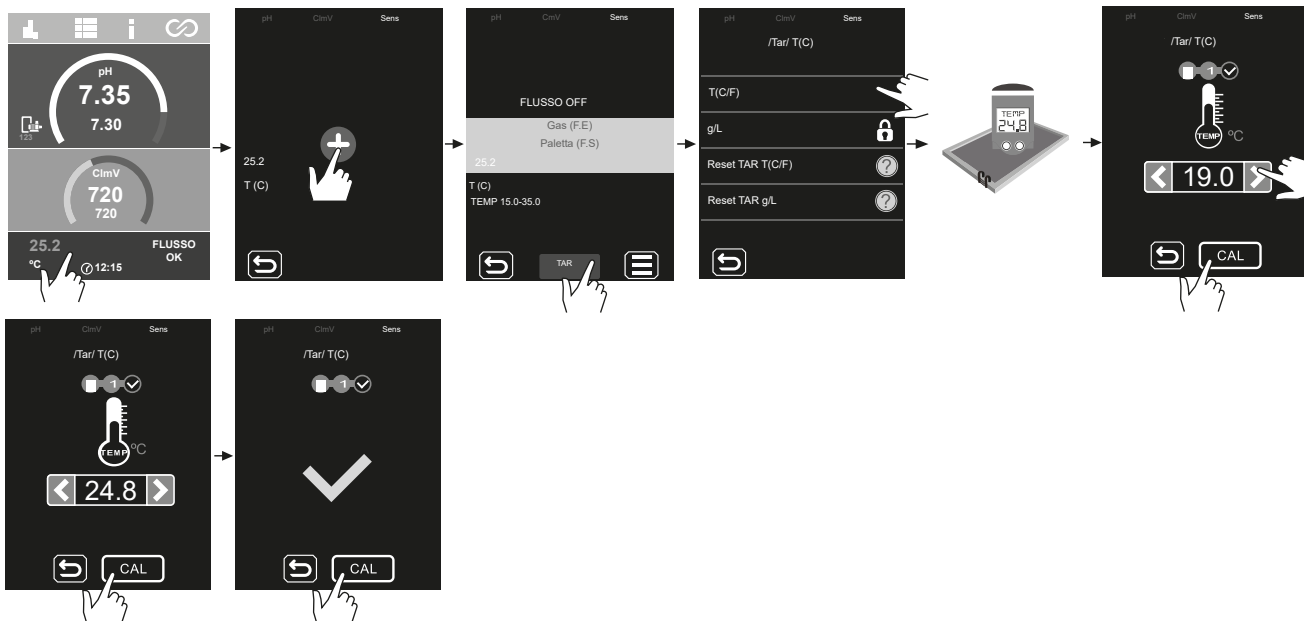 pH
7.35
7.30
123
ClmV
720
720
25.2
ºC
12:15
FLUSSO
OK
pH ClmV Sens
25.2
T (C)
pH ClmV Sens
FLUSSO OFF
Gas (F.E)
Paletta (F.S)
25.2
T (C)
TEMP 15.0-35.0
TAR
pH ClmV Sens
/Tar/ T(C)
T(C/F)
g/L
Reset TAR T(C/F) ?
Reset TAR g/L ?
TEMP
24,8
pH ClmV Sens
/Tar/ T(C)
1
TEMP
ºC
19.0
CAL
pH ClmV Sens
/Tar/ T(C)
1
TEMP
ºC
24.8
CAL
pH ClmV Sens
/Tar/ T(C)
1
CAL